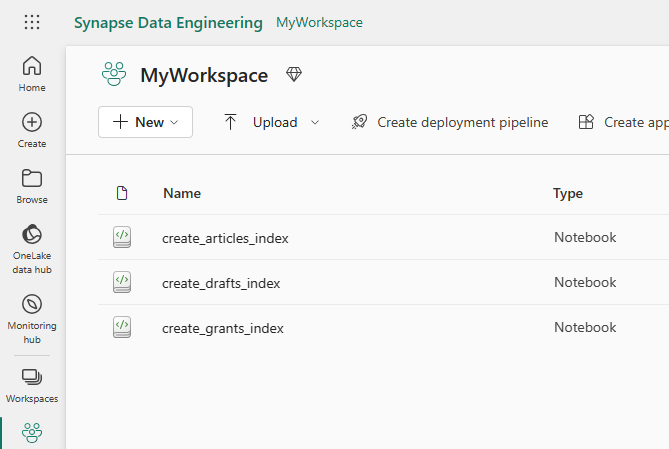 Synapse Data Engineering MyWorkspace
Home
Create
Browse
OneLake
data hub
Monitoring
hub
Workspaces
MyWorkspace
New Upload Create deployment pipeline Create app
Name Type
create_articles_index Notebook
create_drafts_index Notebook
create_grants_index Notebook